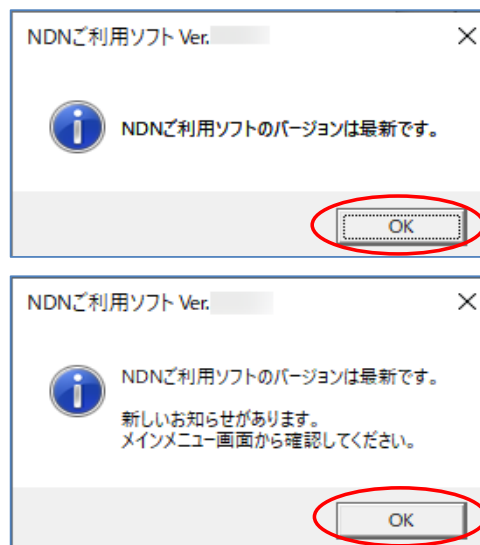 NDNご利用ソフト Ver.
NDNご利用ソフトのバージョンは最新です。
OK
NDNご利用ソフト Ver.
NDNご利用ソフトのバージョンは最新です。
新しいお知らせがあります。
メインメニュー画面から確認してください。
OK